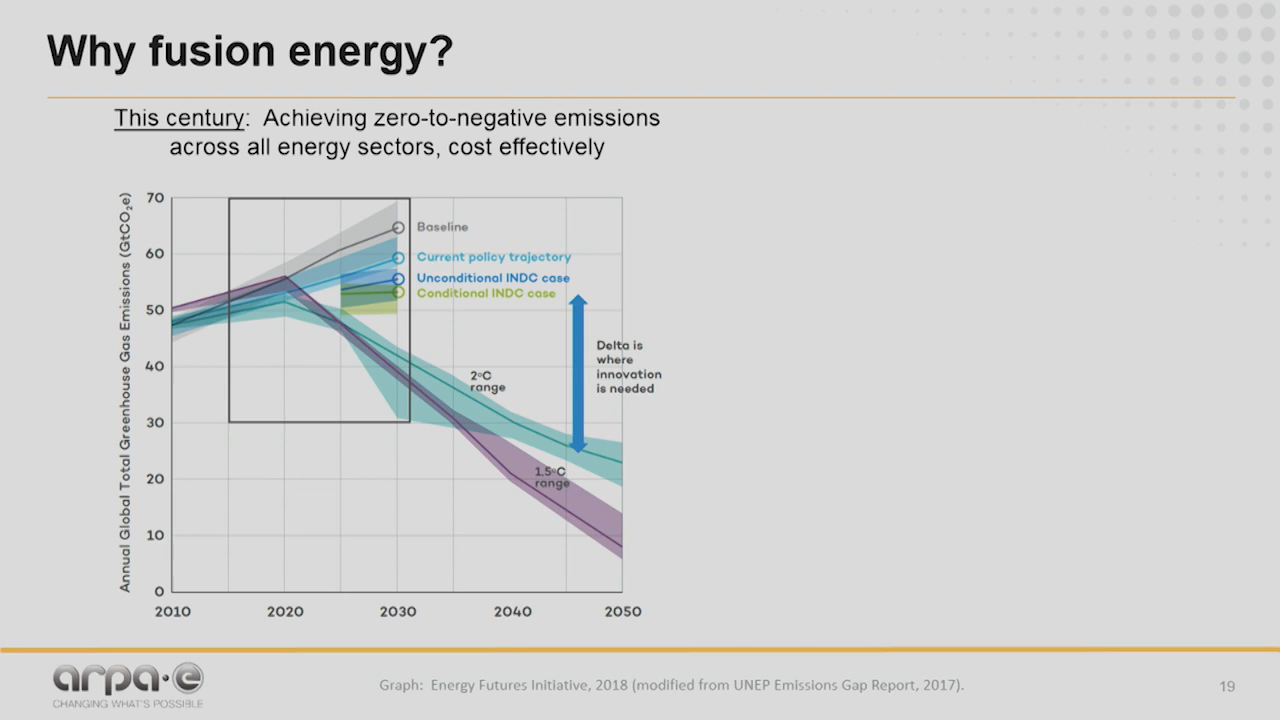 Why fusion energy?
This century: Achieving zero-to-negative emissions
across all energy sectors, cost effectively
Annual Global Total Greenhouse Gas Emissions (GtCO₂e)
70
60
50
40
30
20
10
0
2010
2020
2030
2040
2050
Baseline
Current policy trajectory
Unconditional INDC case
Conditional INDC case
Delta is
where
innovation
is needed
2°C
range
1.5°C
range
arpa·e
CHANGING WHAT'S POSSIBLE
Graph: Energy Futures Initiative, 2018 (modified from UNEP Emissions Gap Report, 2017).
19